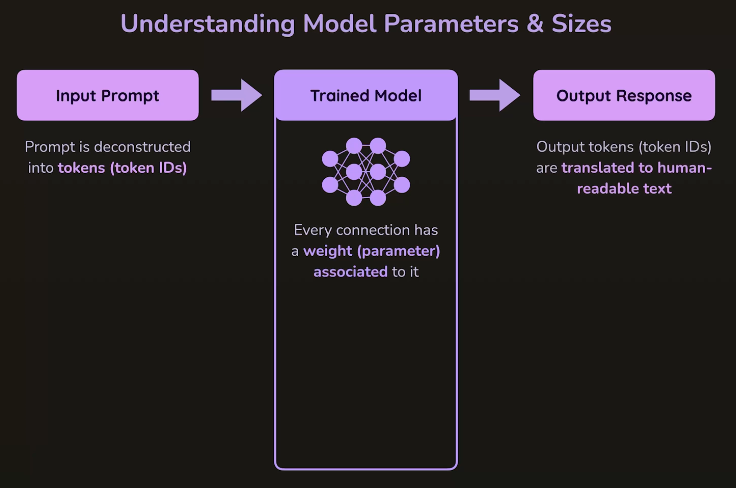 Understanding Model Parameters & Sizes
Input Prompt
Trained Model
Output Response
Prompt is deconstructed
into tokens (token IDs)
Every connection has
a weight (parameter)
associated to it
Output tokens (token IDs)
are translated to human-
readable text